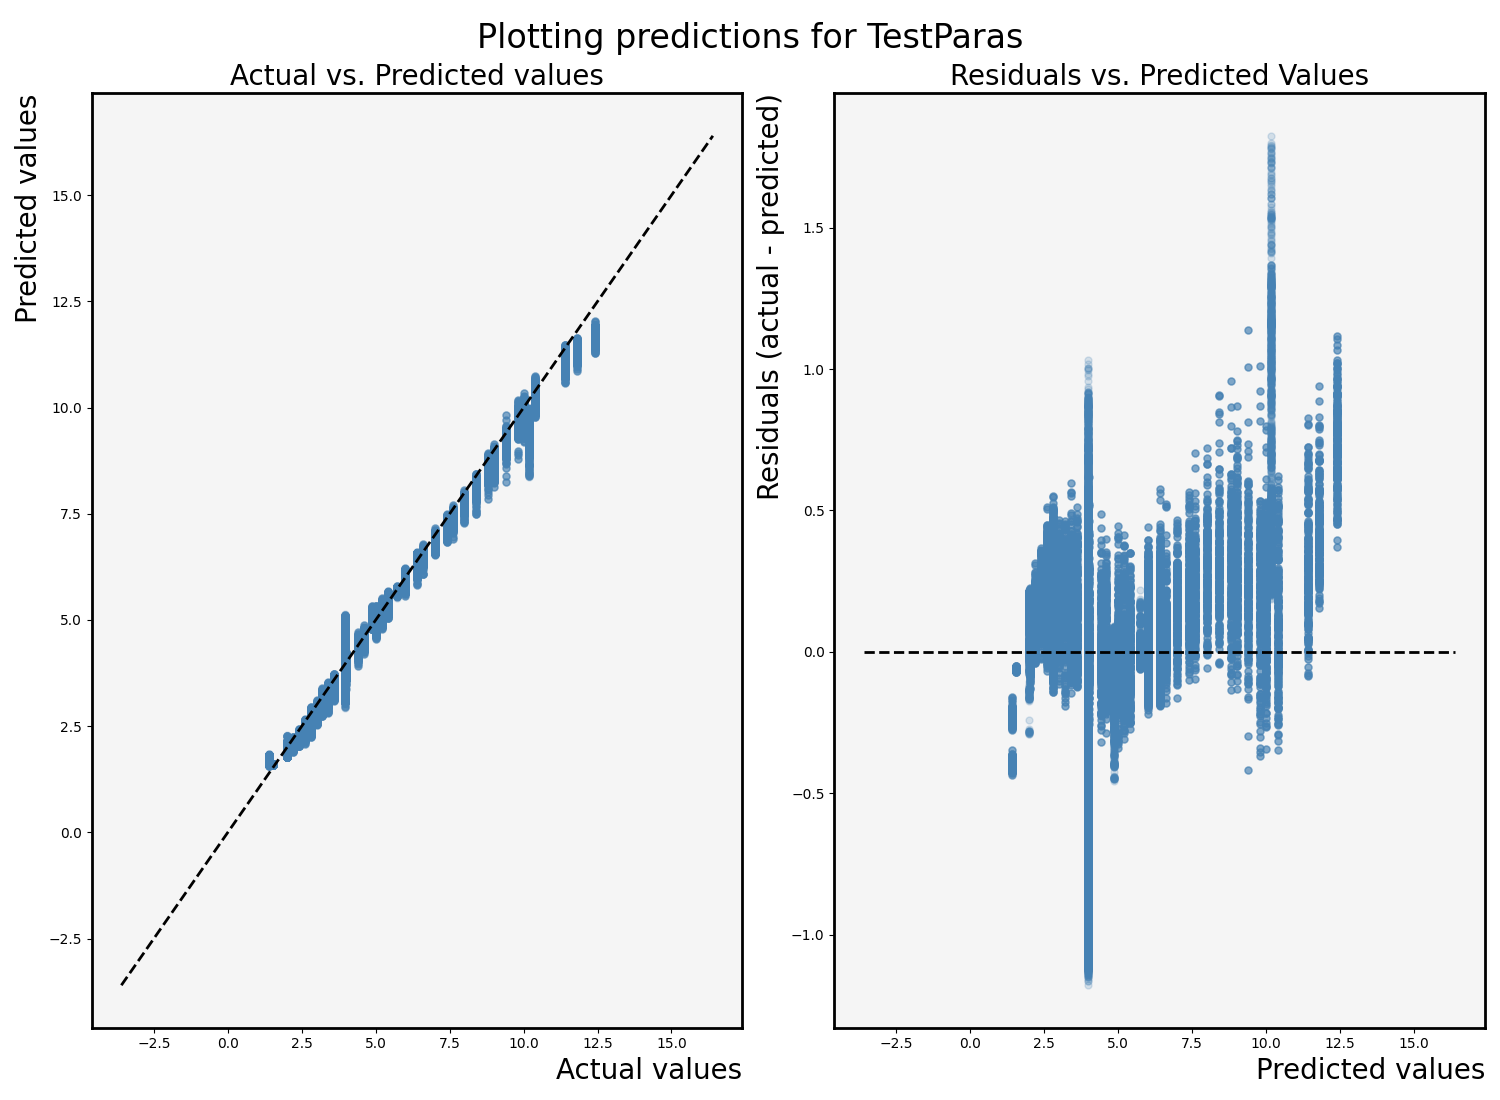 Plotting predictions for TestParas
Actual vs. Predicted values
Predicted values
15.0
12.5
10.0
7.5
5.0
2.5
0.0
−2.5
−2.5 0.0 2.5 5.0 7.5 10.0 12.5 15.0
Actual values
Residuals vs. Predicted Values
Residuals (actual - predicted)
1.5
1.0
0.5
0.0
−0.5
−1.0
−2.5 0.0 2.5 5.0 7.5 10.0 12.5 15.0
Predicted values